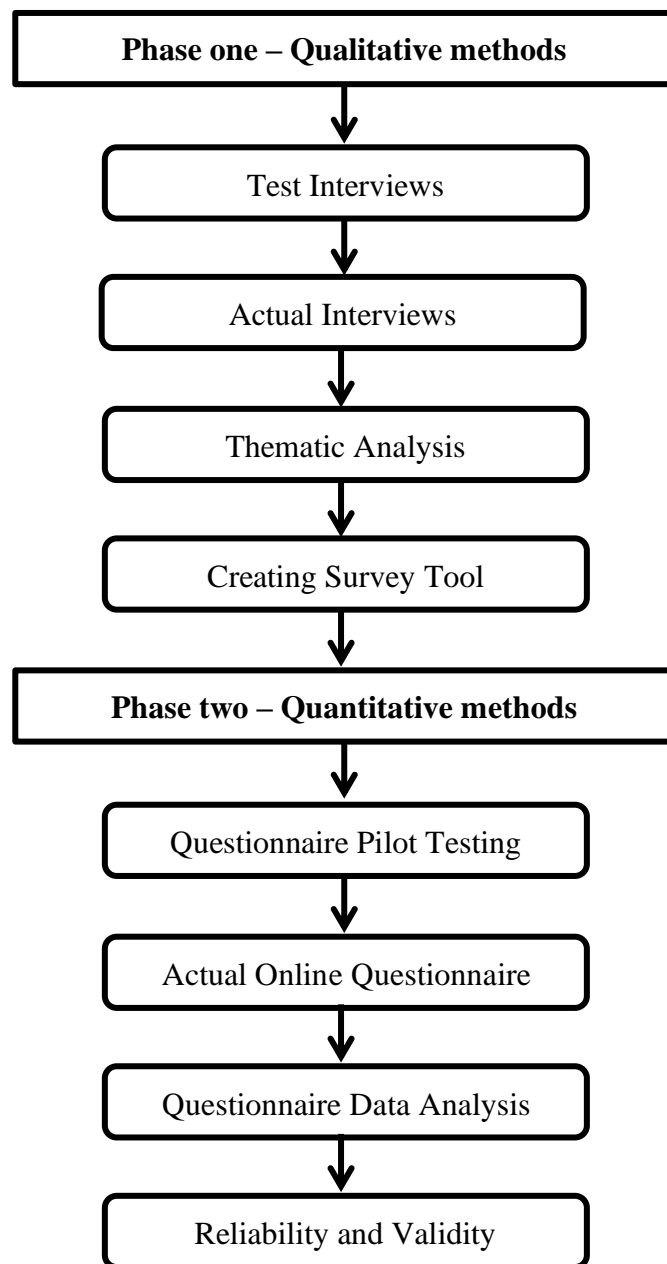 Phase one – Qualitative methods
Test Interviews
Actual Interviews
Thematic Analysis
Creating Survey Tool
Phase two – Quantitative methods
Questionnaire Pilot Testing
Actual Online Questionnaire
Questionnaire Data Analysis
Reliability and Validity